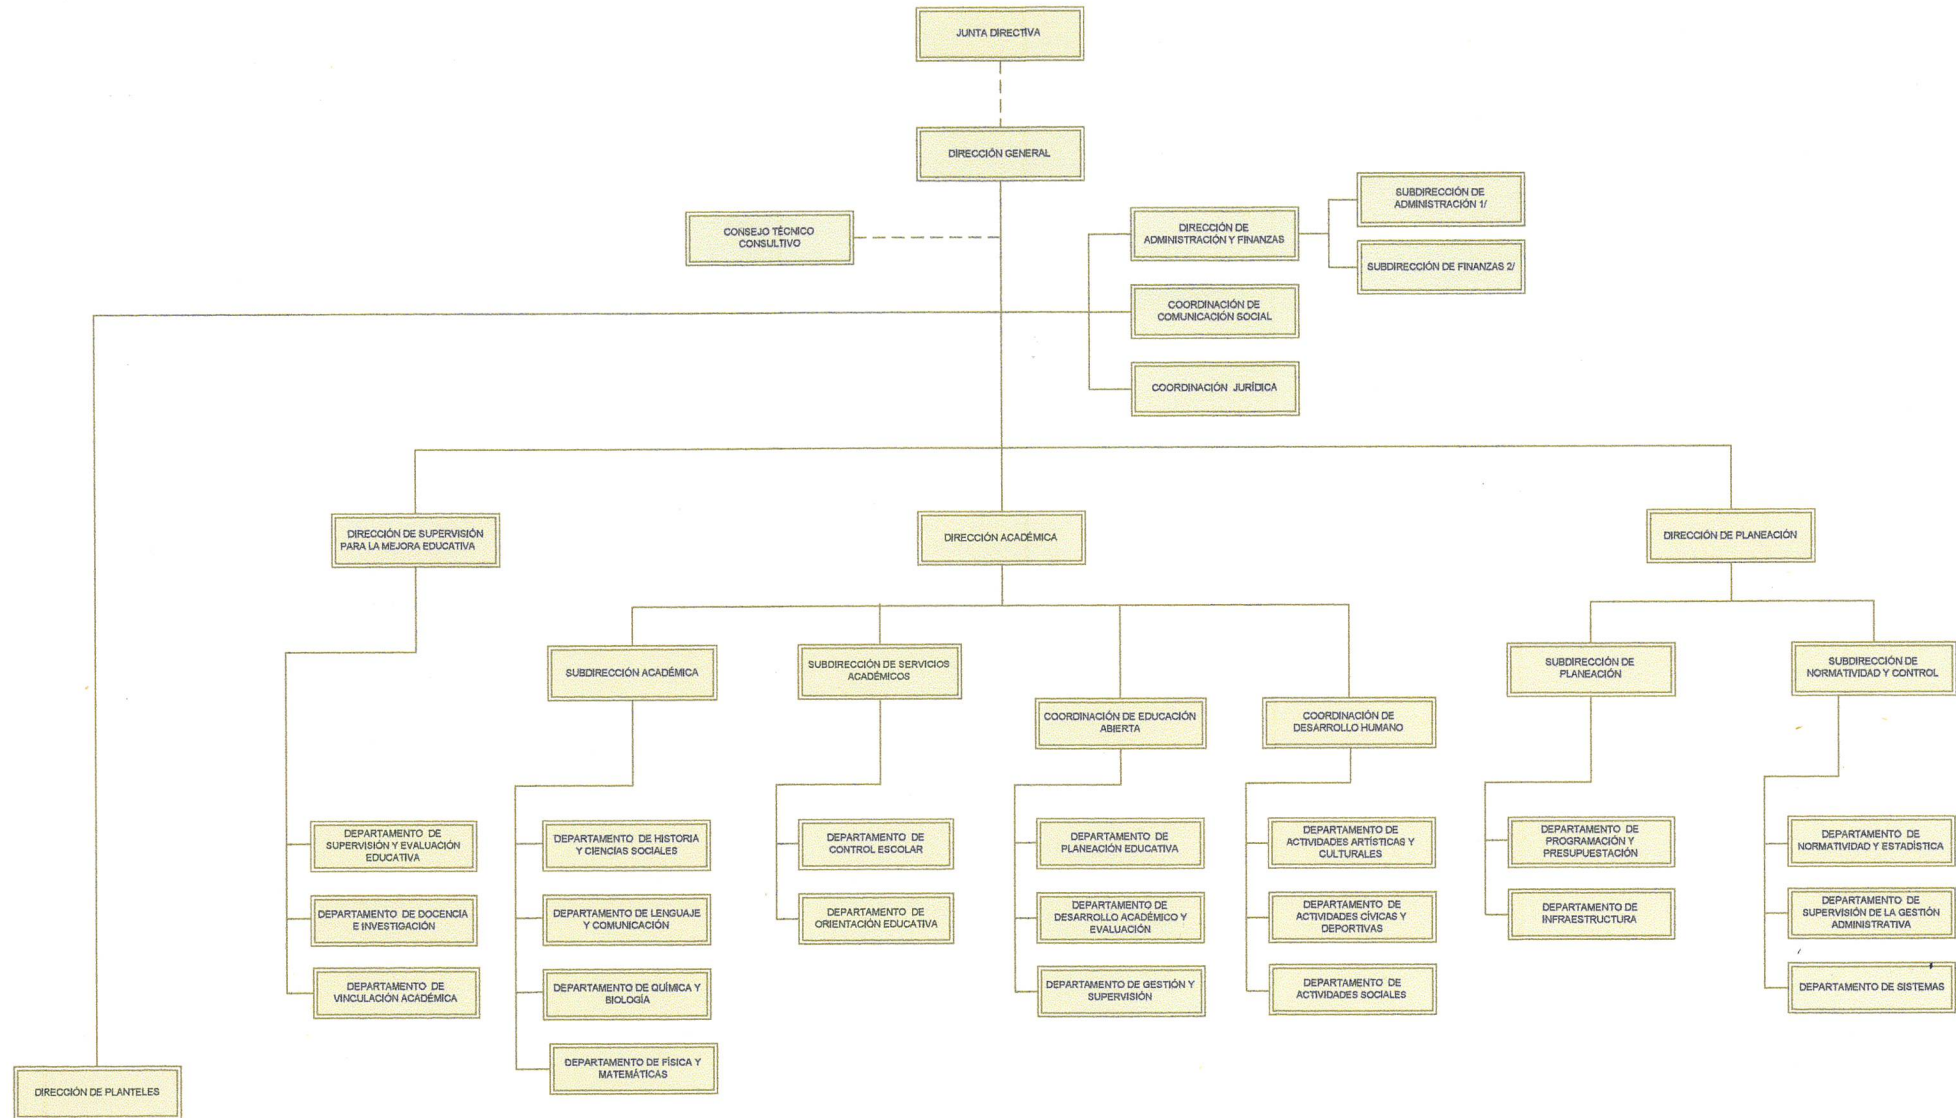 JUNTA DIRECTIVA
DIRECCIÓN GENERAL
CONSEJO TÉCNICO
CONSULTIVO
DIRECCIÓN DE
ADMINISTRACIÓN Y FINANZAS
SUBDIRECCIÓN DE
ADMINISTRACIÓN 1/
SUBDIRECCIÓN DE FINANZAS 2/
COORDINACIÓN DE
COMUNICACIÓN SOCIAL
COORDINACIÓN JURÍDICA
DIRECCIÓN DE SUPERVISIÓN
PARA LA MEJORA EDUCATIVA
DIRECCIÓN ACADÉMICA
DIRECCIÓN DE PLANEACIÓN
SUBDIRECCIÓN ACADÉMICA
SUBDIRECCIÓN DE SERVICIOS
ACADÉMICOS
COORDINACIÓN DE EDUCACIÓN
ABIERTA
COORDINACIÓN DE
DESARROLLO HUMANO
SUBDIRECCIÓN DE
PLANEACIÓN
SUBDIRECCIÓN DE
NORMATIVIDAD Y CONTROL
DEPARTAMENTO DE
SUPERVISIÓN Y EVALUACIÓN
EDUCATIVA
DEPARTAMENTO DE DOCENCIA
E INVESTIGACIÓN
DEPARTAMENTO DE
VINCULACIÓN ACADÉMICA
DEPARTAMENTO DE HISTORIA
Y CIENCIAS SOCIALES
DEPARTAMENTO DE LENGUAJE
Y COMUNICACIÓN
DEPARTAMENTO DE QUÍMICA Y
BIOLOGÍA
DEPARTAMENTO DE FÍSICA Y
MATEMÁTICAS
DEPARTAMENTO DE
CONTROL ESCOLAR
DEPARTAMENTO DE
ORIENTACIÓN EDUCATIVA
DEPARTAMENTO DE
PLANEACIÓN EDUCATIVA
DEPARTAMENTO DE
DESARROLLO ACADÉMICO Y
EVALUACIÓN
DEPARTAMENTO DE GESTIÓN Y
SUPERVISIÓN
DEPARTAMENTO DE
ACTIVIDADES ARTÍSTICAS Y
CULTURALES
DEPARTAMENTO DE
ACTIVIDADES CÍVICAS Y
DEPORTIVAS
DEPARTAMENTO DE
ACTIVIDADES SOCIALES
DEPARTAMENTO DE
PROGRAMACIÓN Y
PRESUPUESTACIÓN
DEPARTAMENTO DE
INFRAESTRUCTURA
DEPARTAMENTO DE
NORMATIVIDAD Y ESTADÍSTICA
DEPARTAMENTO DE
SUPERVISIÓN DE LA GESTIÓN
ADMINISTRATIVA
DEPARTAMENTO DE SISTEMAS
DIRECCIÓN DE PLANTELES